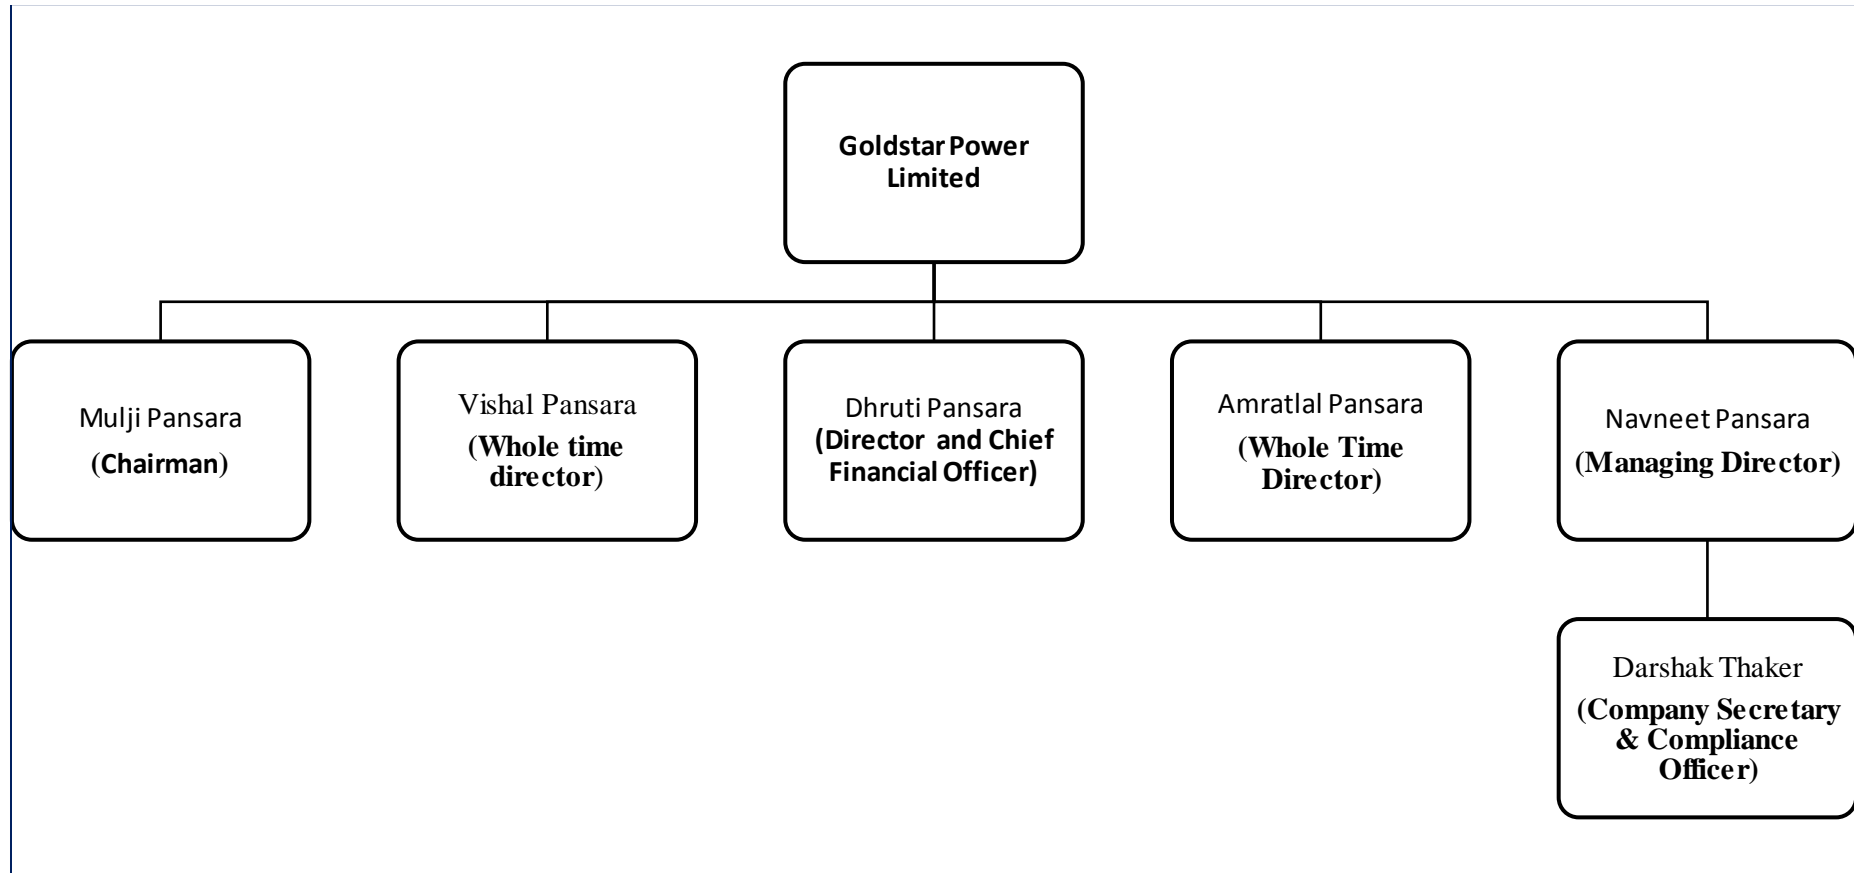 Goldstar Power
Limited
Mulji Pansara
(Chairman)
Vishal Pansara
(Whole time
director)
Dhruti Pansara
(Director and Chief
Financial Officer)
Amratlal Pansara
(Whole Time
Director)
Navneet Pansara
(Managing Director)
Darshak Thaker
(Company Secretary
& Compliance
Officer)